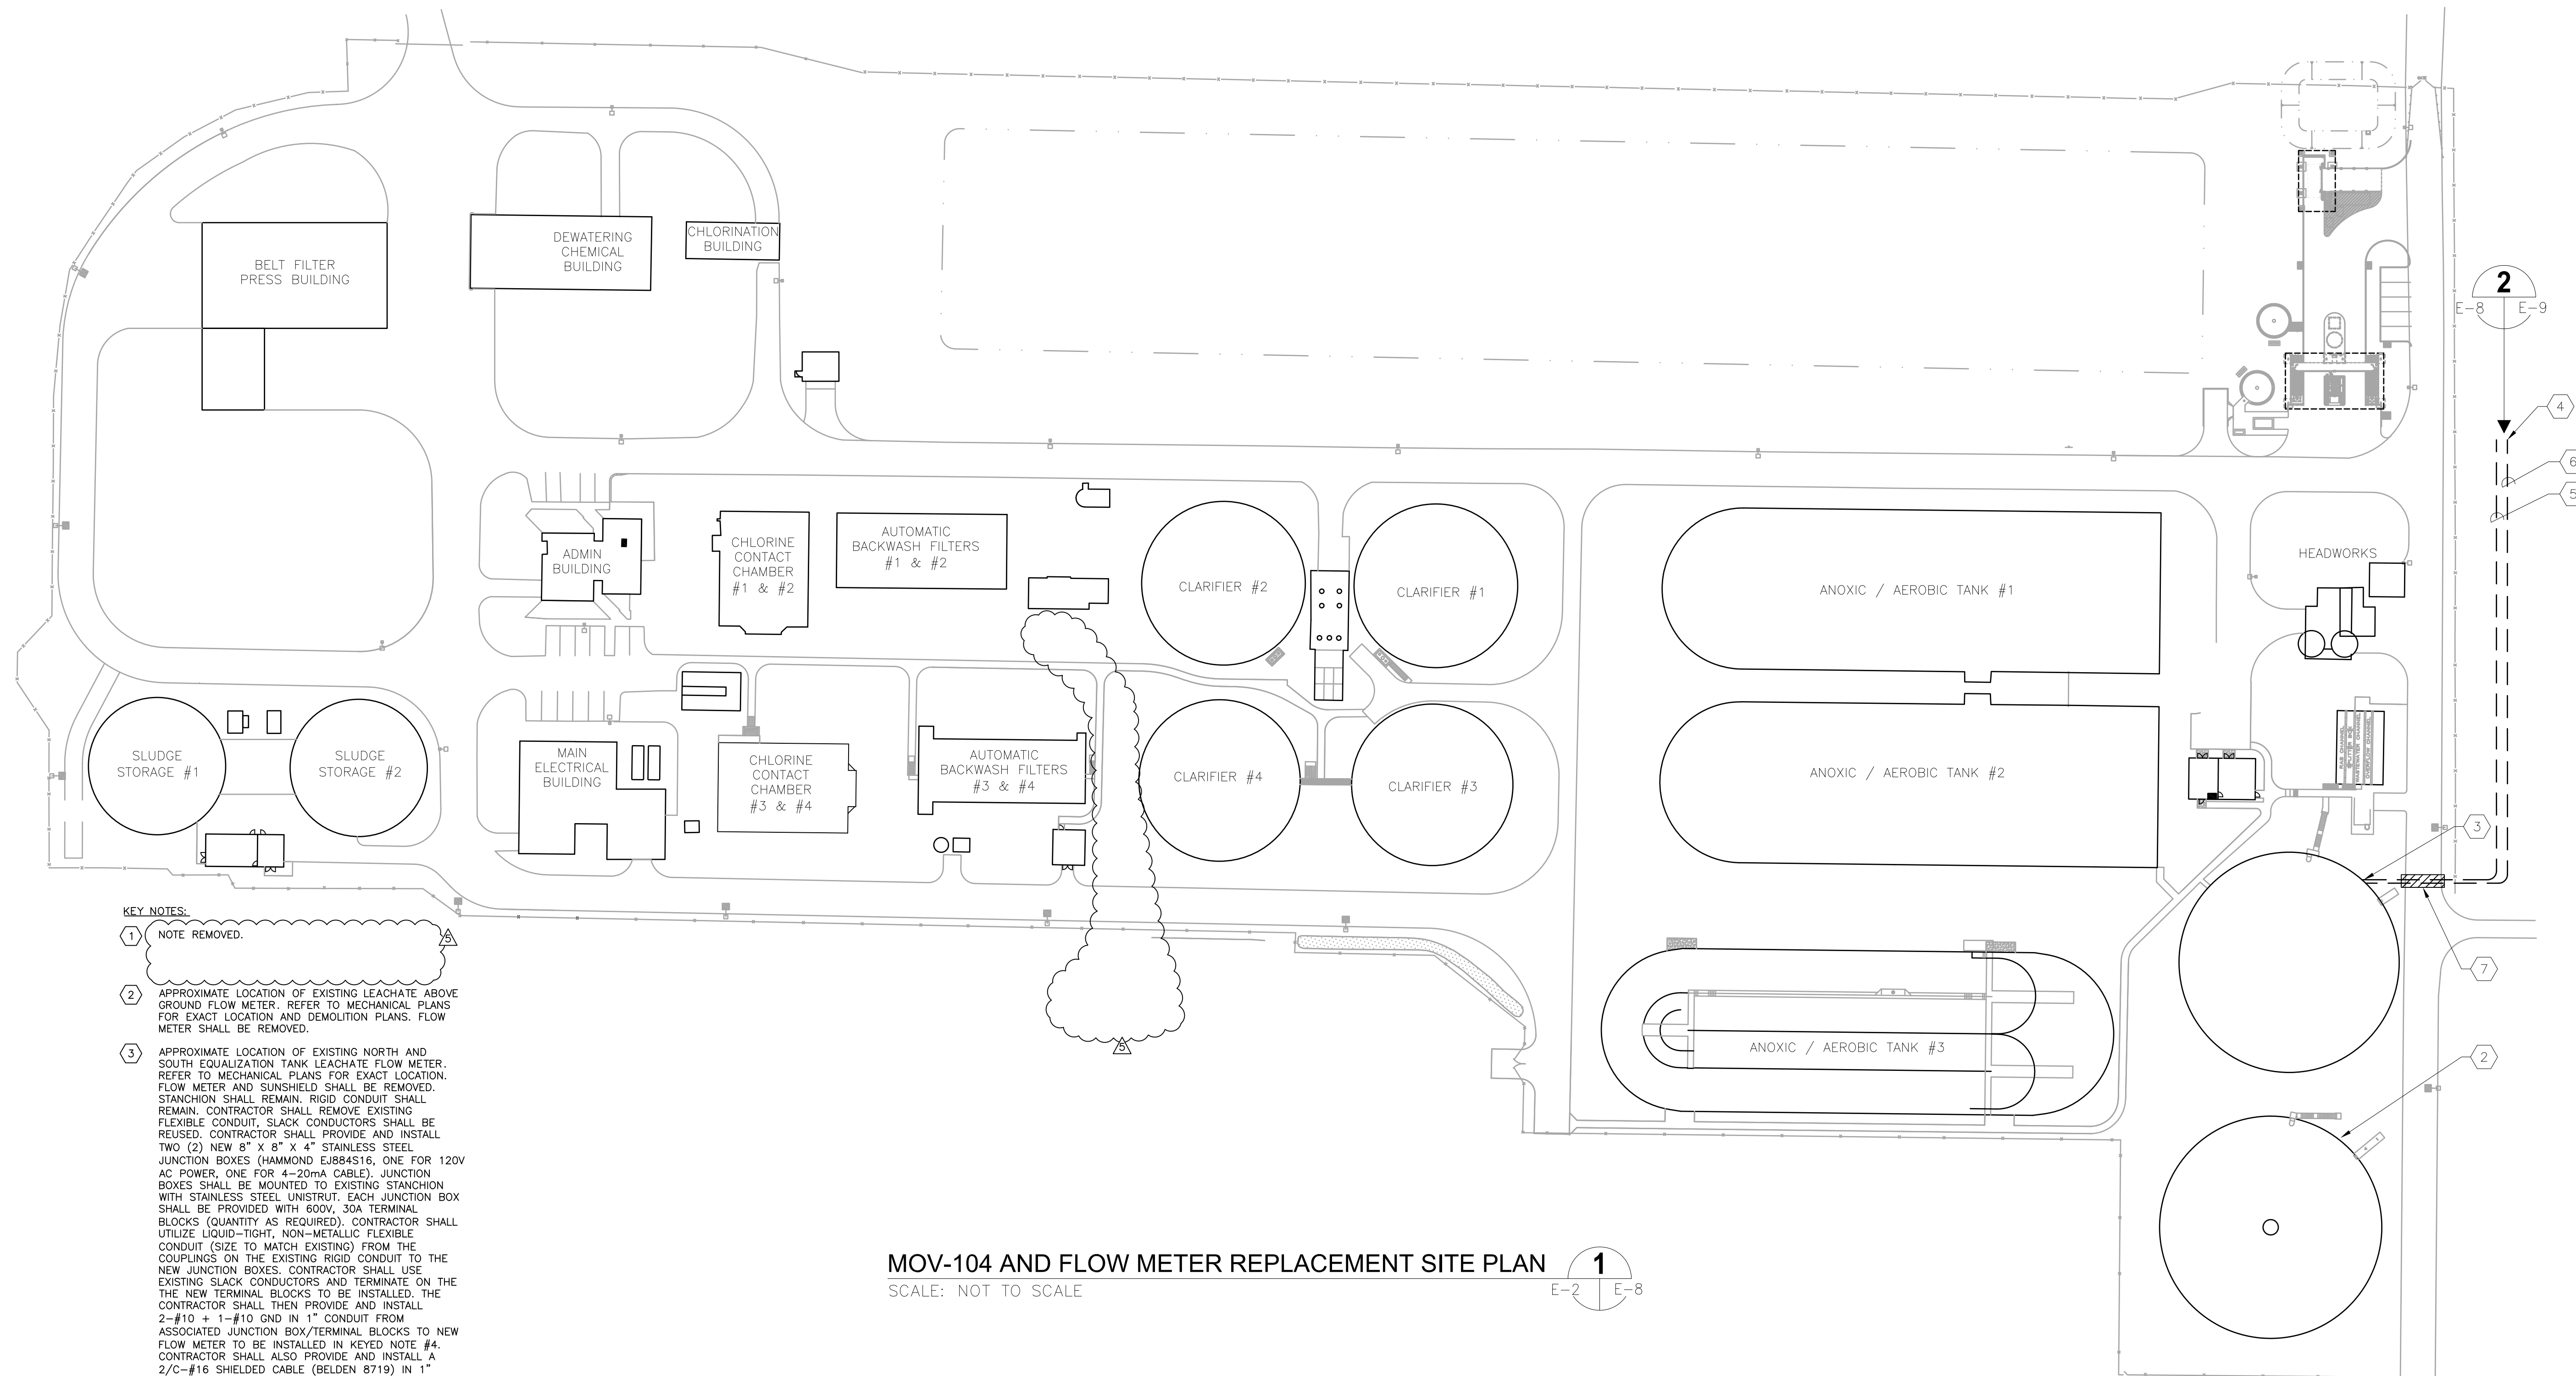 2
E-8 E-9
BELT FILTER
PRESS BUILDING
DEWATERING
CHEMICAL
BUILDING
CHLORINATION
BUILDING
4
6
5
ADMIN
BUILDING
CHLORINE
CONTACT
CHAMBER
#1 & #2
AUTOMATIC
BACKWASH FILTERS
#1 & #2
CLARIFIER #2
CLARIFIER #1
ANOXIC / AEROBIC TANK #1
HEADWORKS
SLUDGE
STORAGE #1
SLUDGE
STORAGE #2
MAIN
ELECTRICAL
BUILDING
CHLORINE
CONTACT
CHAMBER
#3 & #4
AUTOMATIC
BACKWASH FILTERS
#3 & #4
CLARIFIER #4
CLARIFIER #3
ANOXIC / AEROBIC TANK #2
RAS CHANNEL
SPLITTER BOX
WASTEWATER CHANNEL
OVERFLOW CHANNEL
3
7
ANOXIC / AEROBIC TANK #3
2
5
KEY NOTES:
1 NOTE REMOVED. 5
2 APPROXIMATE LOCATION OF EXISTING LEACHATE ABOVE
GROUND FLOW METER. REFER TO MECHANICAL PLANS
FOR EXACT LOCATION AND DEMOLITION PLANS. FLOW
METER SHALL BE REMOVED.
3 APPROXIMATE LOCATION OF EXISTING NORTH AND
SOUTH EQUALIZATION TANK LEACHATE FLOW METER.
REFER TO MECHANICAL PLANS FOR EXACT LOCATION.
FLOW METER AND SUNSHIELD SHALL BE REMOVED.
STANCHION SHALL REMAIN. RIGID CONDUIT SHALL
REMAIN. CONTRACTOR SHALL REMOVE EXISTING
FLEXIBLE CONDUIT, SLACK CONDUCTORS SHALL BE
REUSED. CONTRACTOR SHALL PROVIDE AND INSTALL
TWO (2) NEW 8" X 8" X 4" STAINLESS STEEL
JUNCTION BOXES (HAMMOND EJ884S16, ONE FOR 120V
AC POWER, ONE FOR 4-20mA CABLE). JUNCTION
BOXES SHALL BE MOUNTED TO EXISTING STANCHION
WITH STAINLESS STEEL UNISTRUT. EACH JUNCTION BOX
SHALL BE PROVIDED WITH 600V, 30A TERMINAL
BLOCKS (QUANTITY AS REQUIRED). CONTRACTOR SHALL
UTILIZE LIQUID-TIGHT, NON-METALLIC FLEXIBLE
CONDUIT (SIZE TO MATCH EXISTING) FROM THE
COUPLINGS ON THE EXISTING RIGID CONDUIT TO THE
NEW JUNCTION BOXES. CONTRACTOR SHALL USE
EXISTING SLACK CONDUCTORS AND TERMINATE ON THE
THE NEW TERMINAL BLOCKS TO BE INSTALLED. THE
CONTRACTOR SHALL THEN PROVIDE AND INSTALL
2-#10 + 1-#10 GND IN 1" CONDUIT FROM
ASSOCIATED JUNCTION BOX/TERMINAL BLOCKS TO NEW
FLOW METER TO BE INSTALLED IN KEYED NOTE #4.
CONTRACTOR SHALL ALSO PROVIDE AND INSTALL A
2/C-#16 SHIELDED CABLE (BELDEN 8719) IN 1"
MOV-104 AND FLOW METER REPLACEMENT SITE PLAN 1
SCALE: NOT TO SCALE E-2 E-8